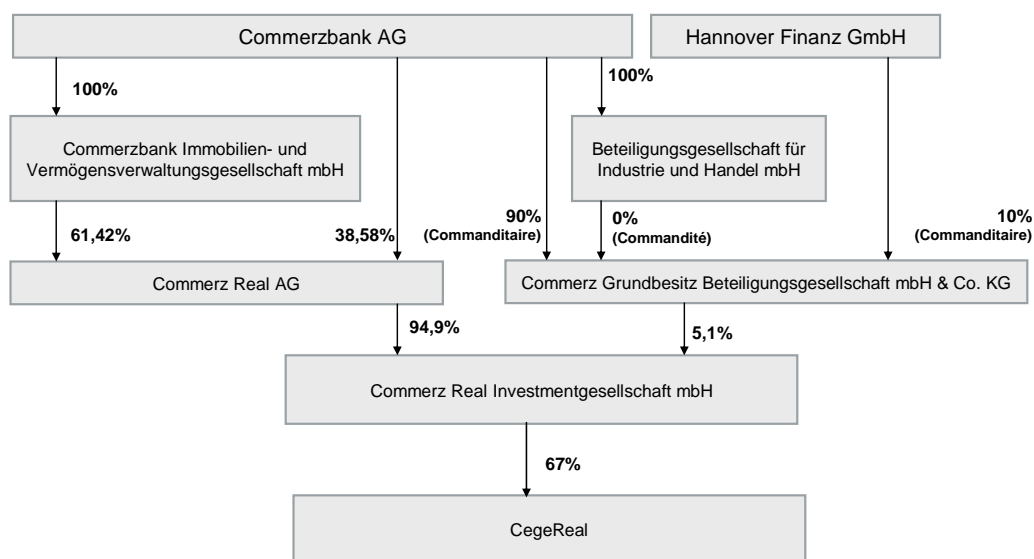 Commerzbank AG
Hannover Finanz GmbH
100%
100%
Commerzbank Immobilien- und
Vermögensverwaltungsgesellschaft mbH
Beteiligungsgesellschaft für
Industrie und Handel mbH
61,42%
38,58%
90%
(Commanditaire)
0%
(Commandité)
10%
(Commanditaire)
Commerz Real AG
Commerz Grundbesitz Beteiligungsgesellschaft mbH & Co. KG
94,9%
5,1%
Commerz Real Investmentgesellschaft mbH
67%
CegeReal